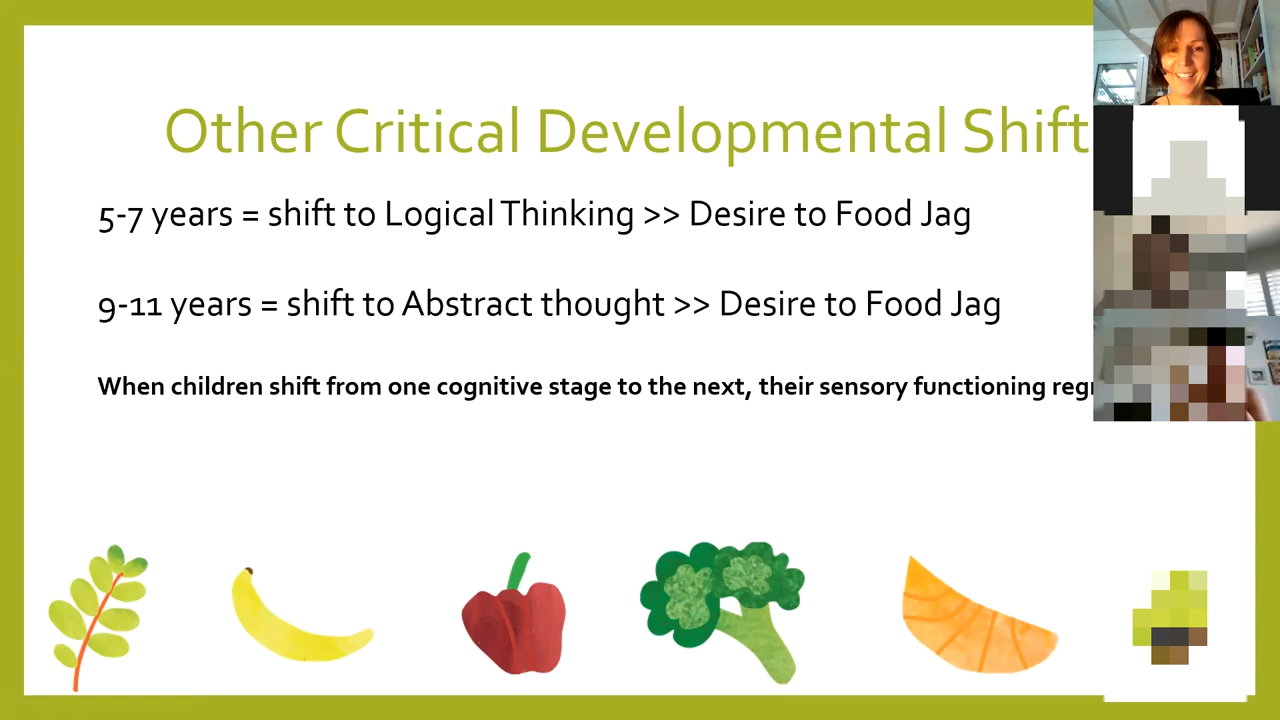 Other Critical Developmental Shift
5-7 years = shift to Logical Thinking >> Desire to Food Jag
9-11 years = shift to Abstract thought >> Desire to Food Jag
When children shift from one cognitive stage to the next, their sensory functioning